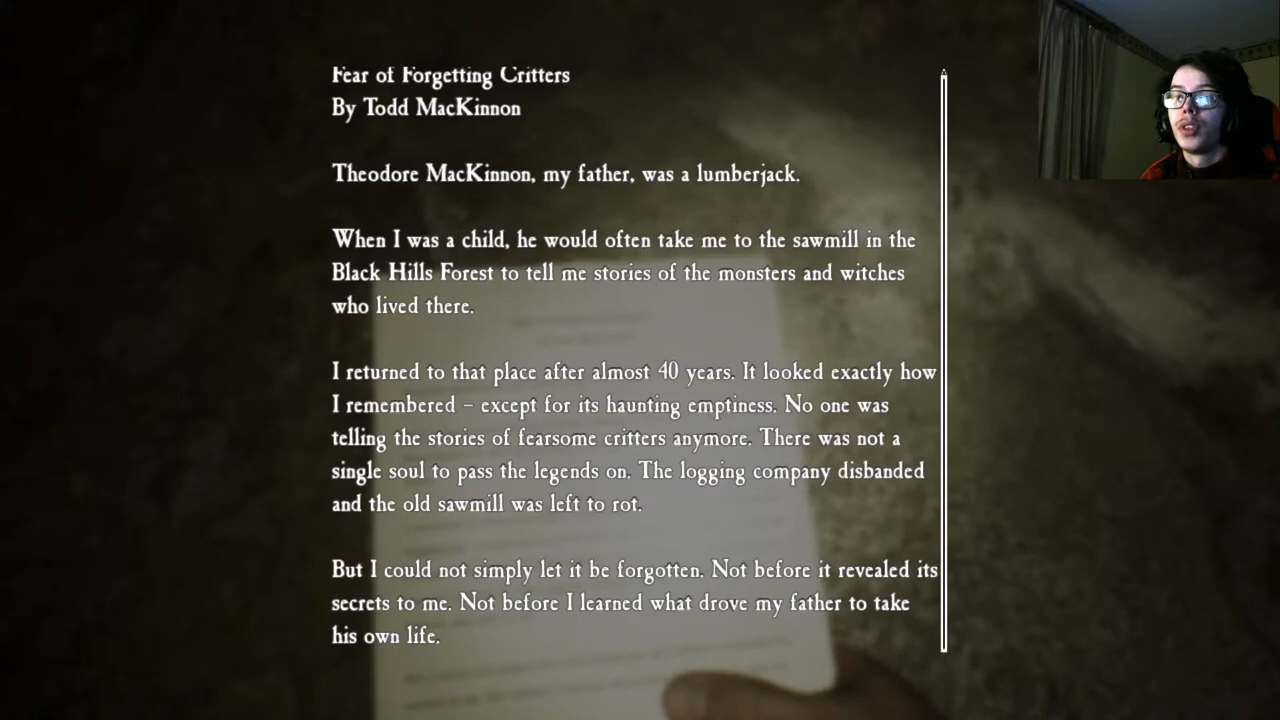 Fear of Forgetting Critters
By Todd MacKinnon
Theodore MacKinnon, my father, was a lumberjack.
When I was a child, he would often take me to the sawmill in the
Black Hills Forest to tell me stories of the monsters and witches
who lived there.
I returned to that place after almost 40 years. It looked exactly how
I remembered – except for its haunting emptiness. No one was
telling the stories of fearsome critters anymore. There was not a
single soul to pass the legends on. The logging company disbanded
and the old sawmill was left to rot.
But I could not simply let it be forgotten. Not before it revealed its
secrets to me. Not before I learned what drove my father to take
his own life.